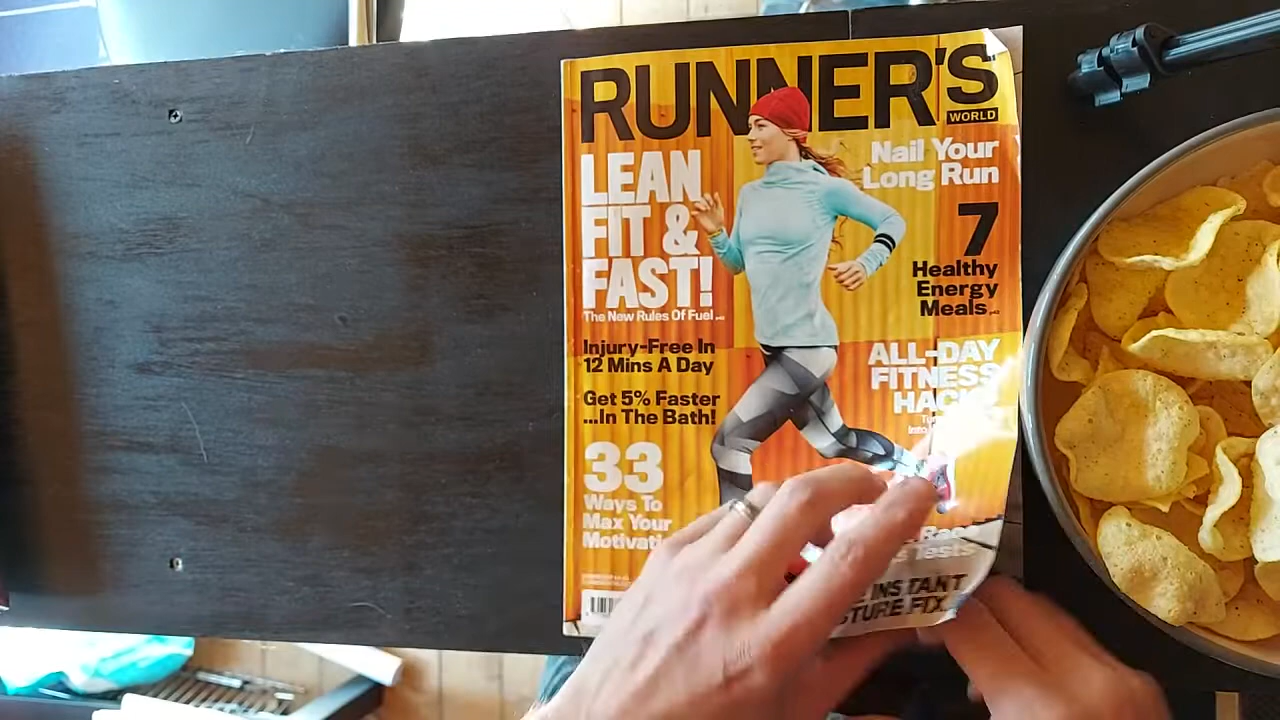 RUNNER'S
WORLD
LEAN
FIT &
FAST!
The New Rules Of Fuel
Injury-Free In
12 Mins A Day
Get 5% Faster
...In The Bath!
33
Ways To
Max Your
Nail Your
Long Run
7
Healthy
Energy
Meals
ALL-DAY
FITNESS
Tests
INSTANT
FIX